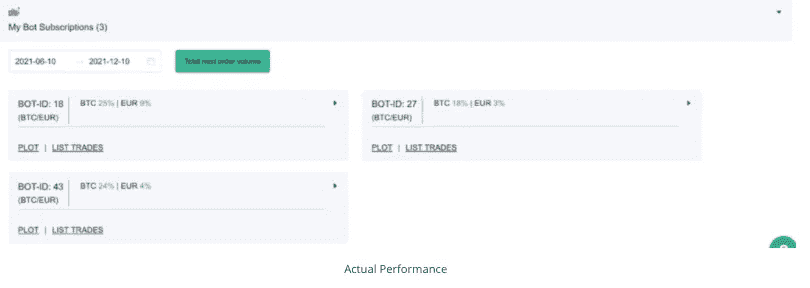 My Bot Subscriptions (3)
2021-06-10 → 2021-12-10
Total next order volume
BOT-ID: 18 BTC 25% | EUR 9%
(BTC/EUR)
PLOT | LIST TRADES
BOT-ID: 27 BTC 18% | EUR 3%
(BTC/EUR)
PLOT | LIST TRADES
BOT-ID: 43 BTC 24% | EUR 4%
(BTC/EUR)
PLOT | LIST TRADES
Actual Performance